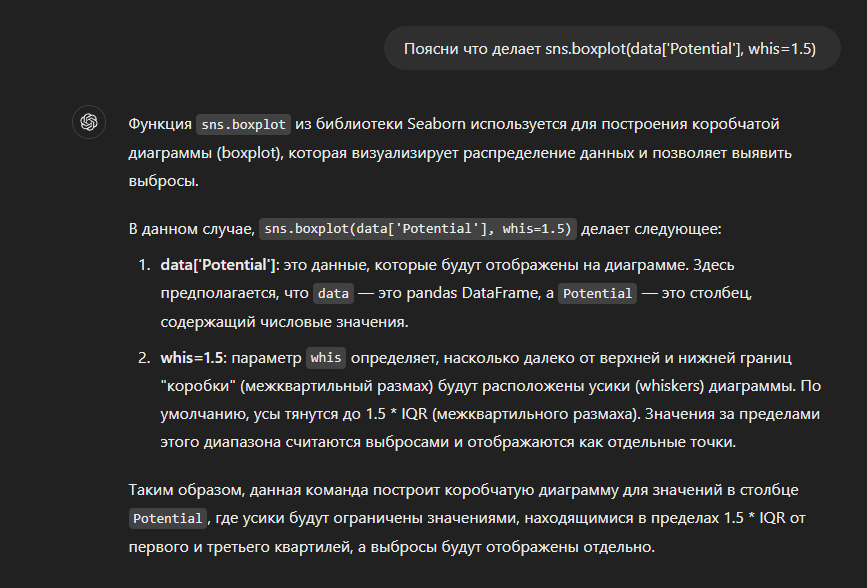 Поясни что делает sns.boxplot(data['Potential'], whis=1.5)
Функция sns.boxplot из библиотеки Seaborn используется для построения коробчатой
диаграммы (boxplot), которая визуализирует распределение данных и позволяет выявить
выбросы.
В данном случае, sns.boxplot(data['Potential'], whis=1.5) делает следующее:
1. data['Potential']: это данные, которые будут отображены на диаграмме. Здесь
предполагается, что data — это pandas DataFrame, а Potential — это столбец,
содержащий числовые значения.
2. whis=1.5: параметр whis определяет, насколько далеко от верхней и нижней границ
"коробки" (межквартильный размах) будут расположены усики (whiskers) диаграммы. По
умолчанию, усы тянутся до 1.5 * IQR (межквартильного размаха). Значения за пределами
этого диапазона считаются выбросами и отображаются как отдельные точки.
Таким образом, данная команда построит коробчатую диаграмму для значений в столбце
Potential, где усики будут ограничены значениями, находящимися в пределах 1.5 * IQR от
первого и третьего квартилей, а выбросы будут отображены отдельно.